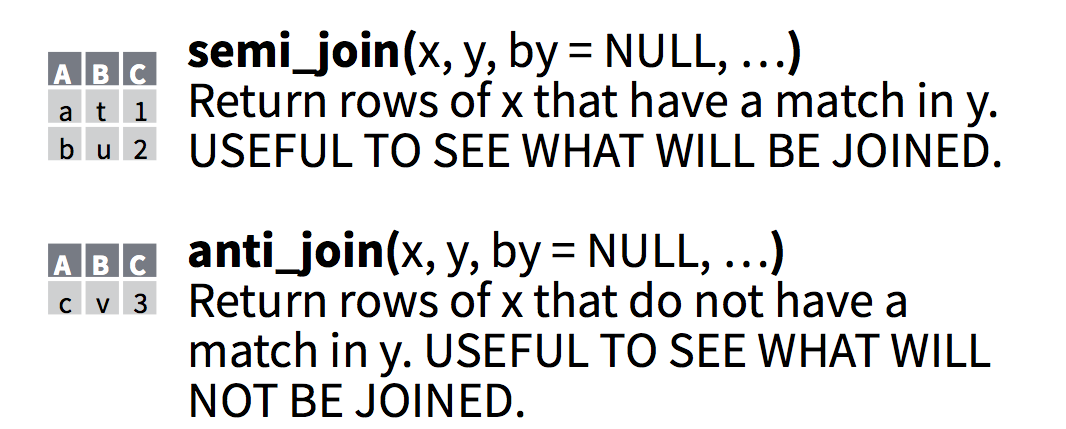 A B C
a t 1
b u 2
semi_join(x, y, by = NULL, …)
Return rows of x that have a match in y.
USEFUL TO SEE WHAT WILL BE JOINED.
A B C
c v 3
anti_join(x, y, by = NULL, …)
Return rows of x that do not have a
match in y. USEFUL TO SEE WHAT WILL
NOT BE JOINED.